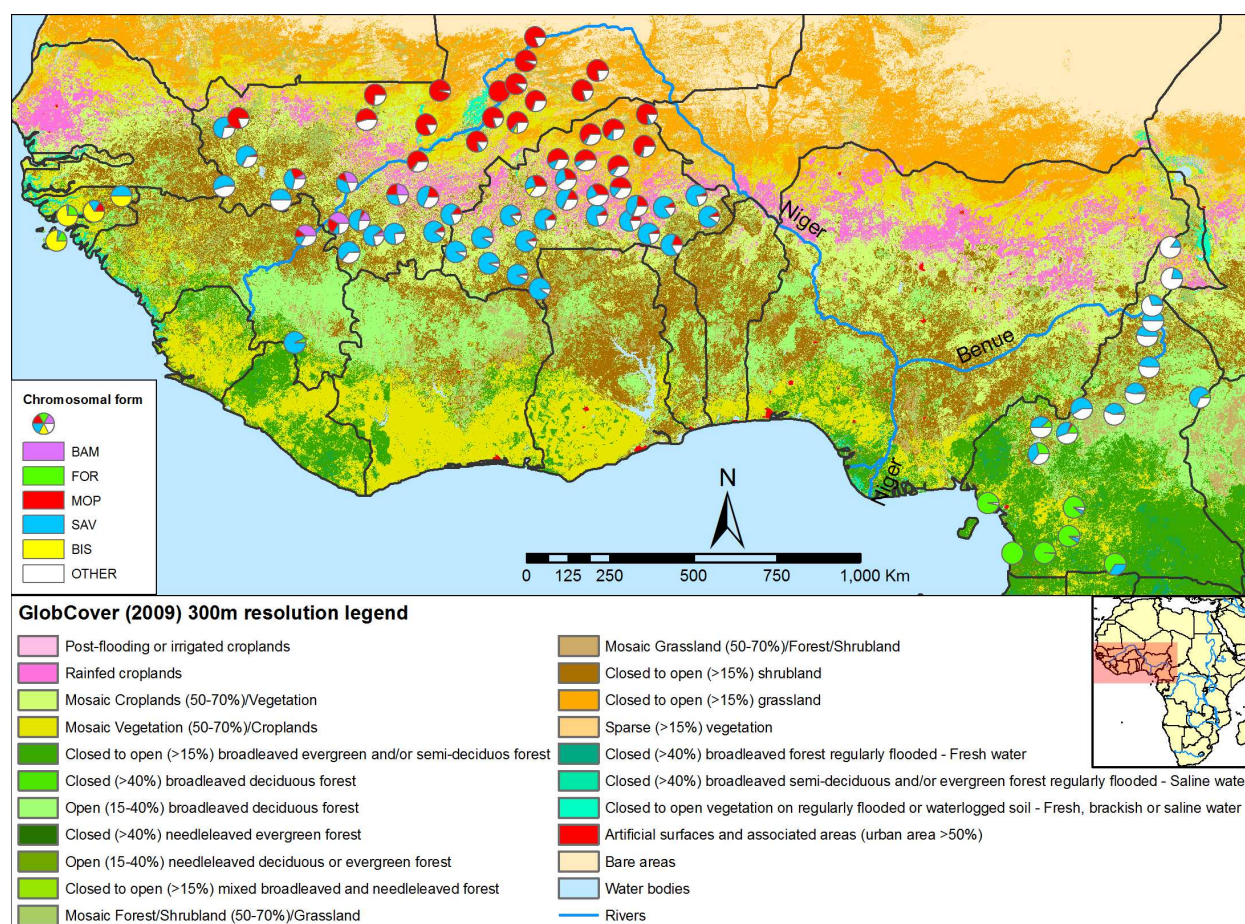 Niger
Benue
Niger
N
0 125 250 500 750 1,000 Km
Chromosomal form
BAM
FOR
MOP
SAV
BIS
OTHER
GlobCover (2009) 300m resolution legend
Post-flooding or irrigated croplands
Rainfed croplands
Mosaic Croplands (50-70%)/Vegetation
Mosaic Vegetation (50-70%)/Croplands
Closed to open (>15%) broadleaved evergreen and/or semi-deciduos forest
Closed (>40%) broadleaved deciduous forest
Open (15-40%) broadleaved deciduous forest
Closed (>40%) needleleaved evergreen forest
Open (15-40%) needleleaved deciduous or evergreen forest
Closed to open (>15%) mixed broadleaved and needleleaved forest
Mosaic Forest/Shrubland (50-70%)/Grassland
Mosaic Grassland (50-70%)/Forest/Shrubland
Closed to open (>15%) shrubland
Closed to open (>15%) grassland
Sparse (>15%) vegetation
Closed (>40%) broadleaved forest regularly flooded - Fresh water
Closed (>40%) broadleaved semi-deciduous and/or evergreen forest regularly flooded - Saline water
Closed to open vegetation on regularly flooded or waterlogged soil - Fresh, brackish or saline water
Artificial surfaces and associated areas (urban area >50%)
Bare areas
Water bodies
Rivers